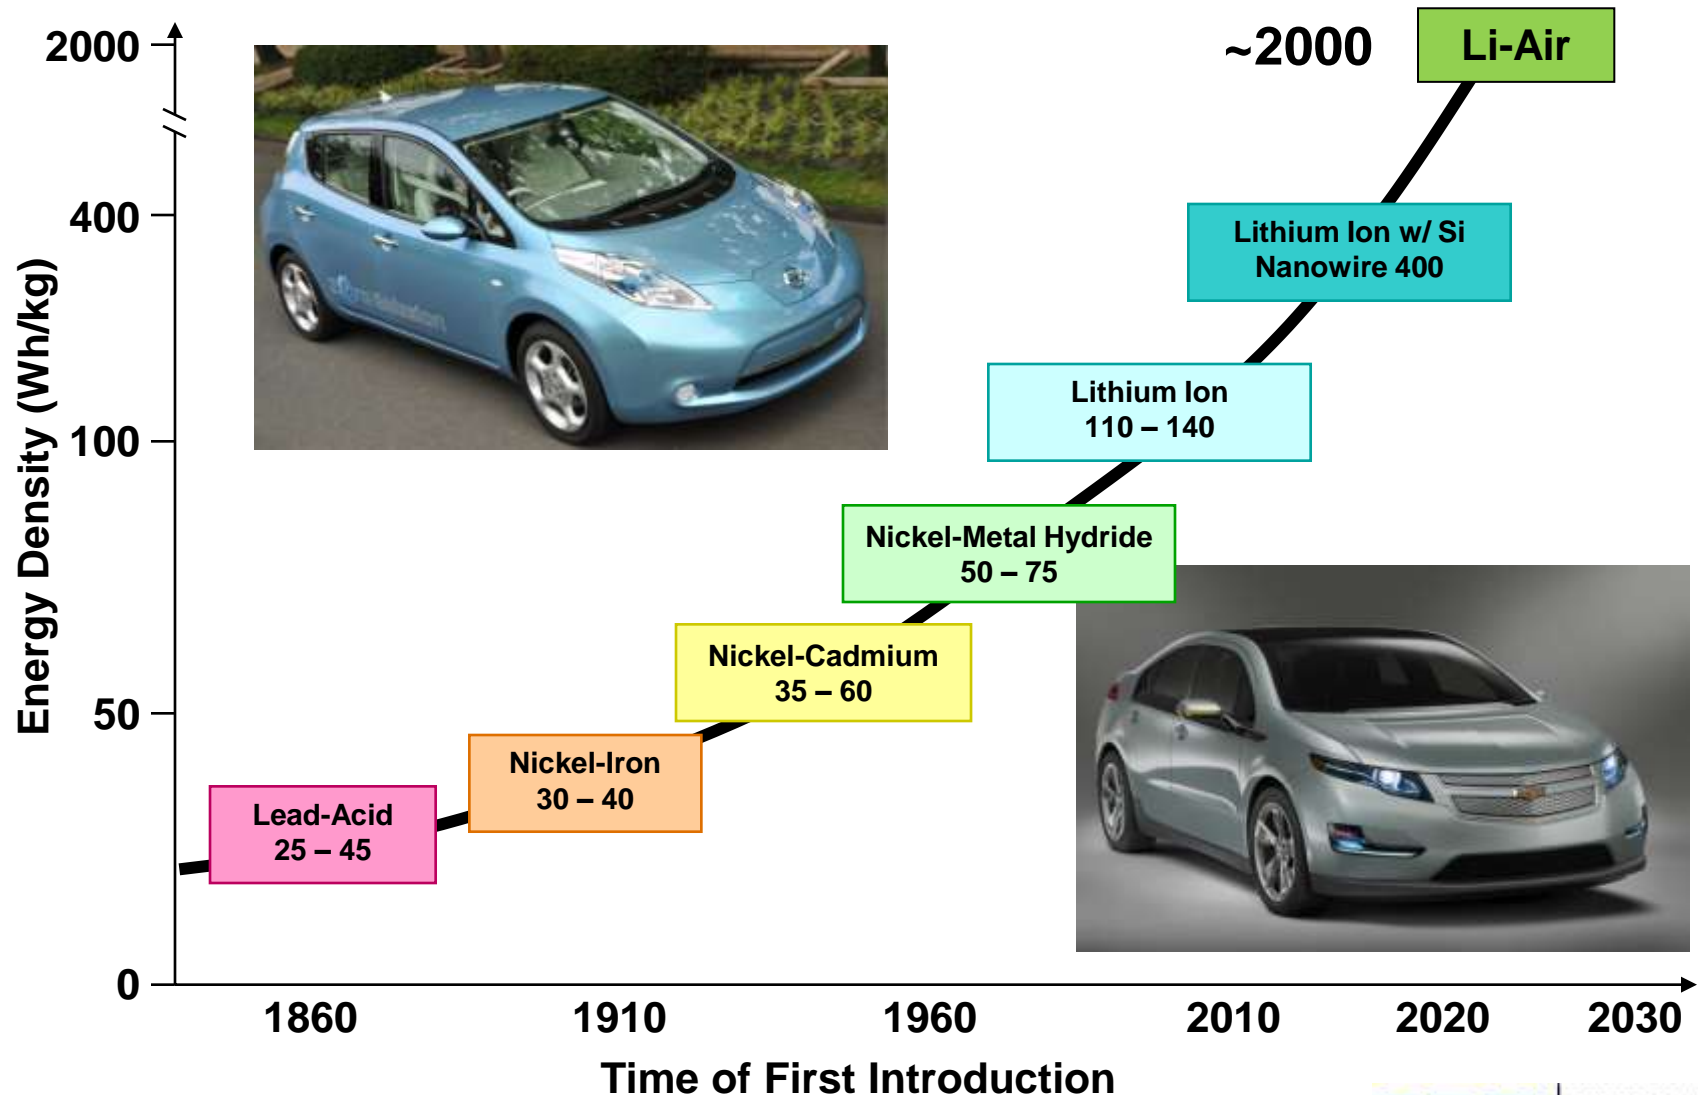 2000
400
100
50
0
Energy Density (Wh/kg)
~2000
Li-Air
Lithium Ion w/ Si
Nanowire 400
Lithium Ion
110 – 140
Nickel-Metal Hydride
50 – 75
Nickel-Cadmium
35 – 60
Nickel-Iron
30 – 40
Lead-Acid
25 – 45
1860 1910 1960 2010 2020 2030
Time of First Introduction